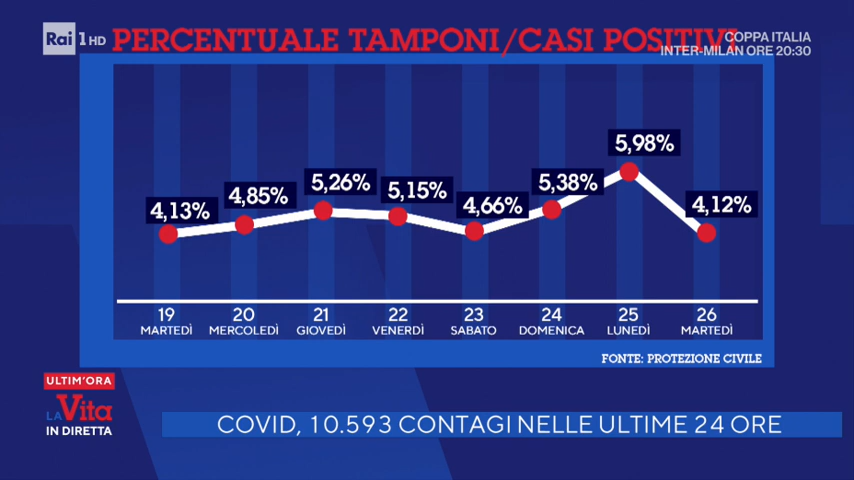 Rai 1 HD
PERCENTUALE TAMPONI/CASI POSITIVI
COPPA ITALIA
INTER-MILAN ORE 20:30
4,13%
4,85%
5,26%
5,15%
4,66%
5,38%
5,98%
4,12%
19 20 21 22 23 24 25 26
MARTEDÌ MERCOLEDÌ GIOVEDÌ VENERDÌ SABATO DOMENICA LUNEDÌ MARTEDÌ
FONTE: PROTEZIONE CIVILE
ULTIM'ORA
LA Vita
IN DIRETTA
COVID, 10.593 CONTAGI NELLE ULTIME 24 ORE